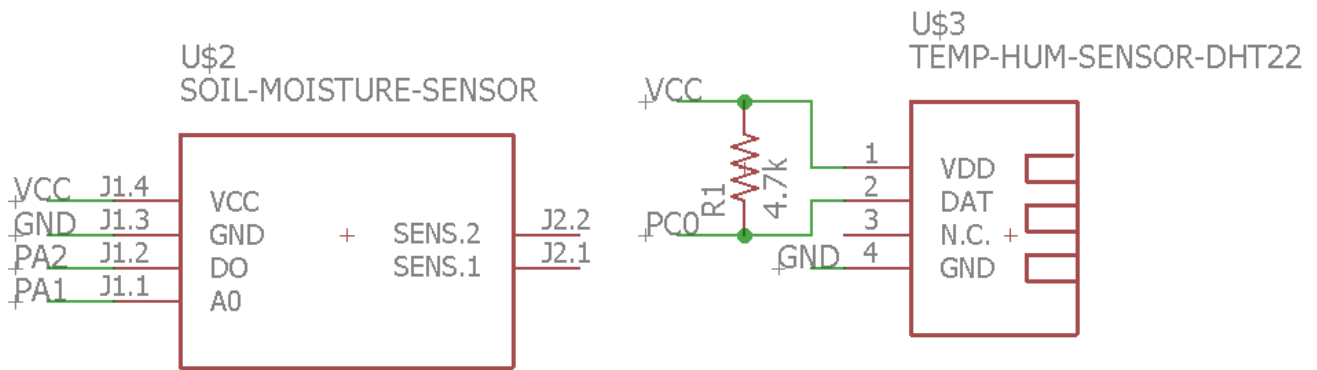 U$2
SOIL-MOISTURE-SENSOR
VCC J1.4 VCC
GND J1.3 GND SENS.2 J2.2
PA2 J1.2 DO SENS.1 J2.1
PA1 J1.1 A0
U$3
TEMP-HUM-SENSOR-DHT22
VCC
R1
4.7k
PC0
GND
1 VDD
2 DAT
3 N.C.
4 GND